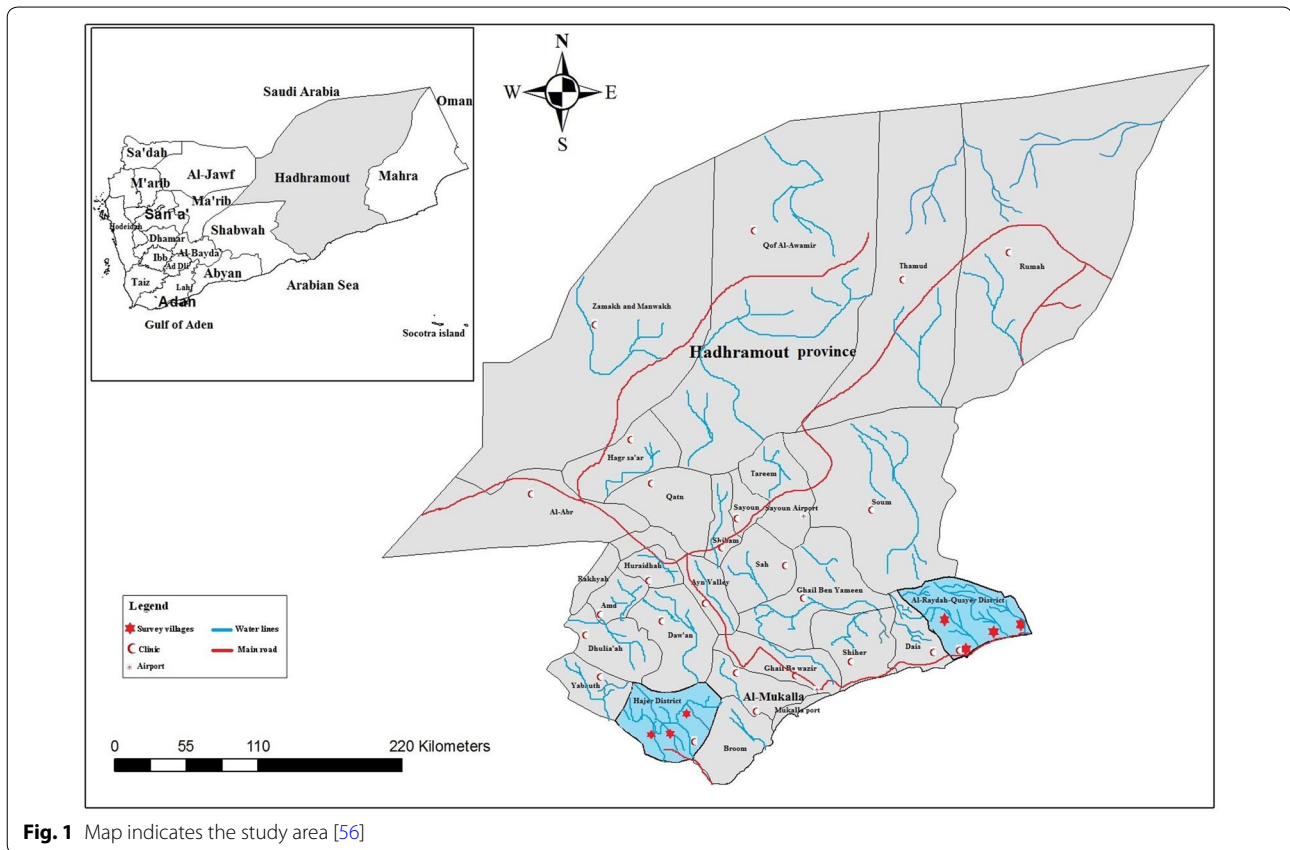 N
W
E
S
Saudi Arabia
Oman
Sa'dah
Al-Jawf
M'arib
Hadhramout
Mahra
Ma'rib
San'a'
Hodeidah
Shabwah
Dhamar
Ibb
Al-Bayda
Ad Dli
Abyan
Taiz
Lahj
Adan
Arabian Sea
Gulf of Aden
Socotra island
Qof Al-Awamir
Thamud
Rumah
Zamakh and Manwakh
Hadhramout province
Hagr sa'ar
Tareem
Qatn
Al-Abr
Sayoun
Sayoun Airport
Soum
Shibam
Huraidhah
Sah
Rakhyah
Ayn Valley
Ghail Ben Yameen
Al-Raydah-Qusyer District
Amd
Daw'an
Dhulia'ah
Shiher
Dais
Ghail Ba wazir
Yabauth
Al-Mukalla
Hajer District
Mukalla port
Broom
Legend
Survey villages
Water lines
Clinic
Main road
Airport
0 55 110 220 Kilometers
Fig. 1 Map indicates the study area [56]